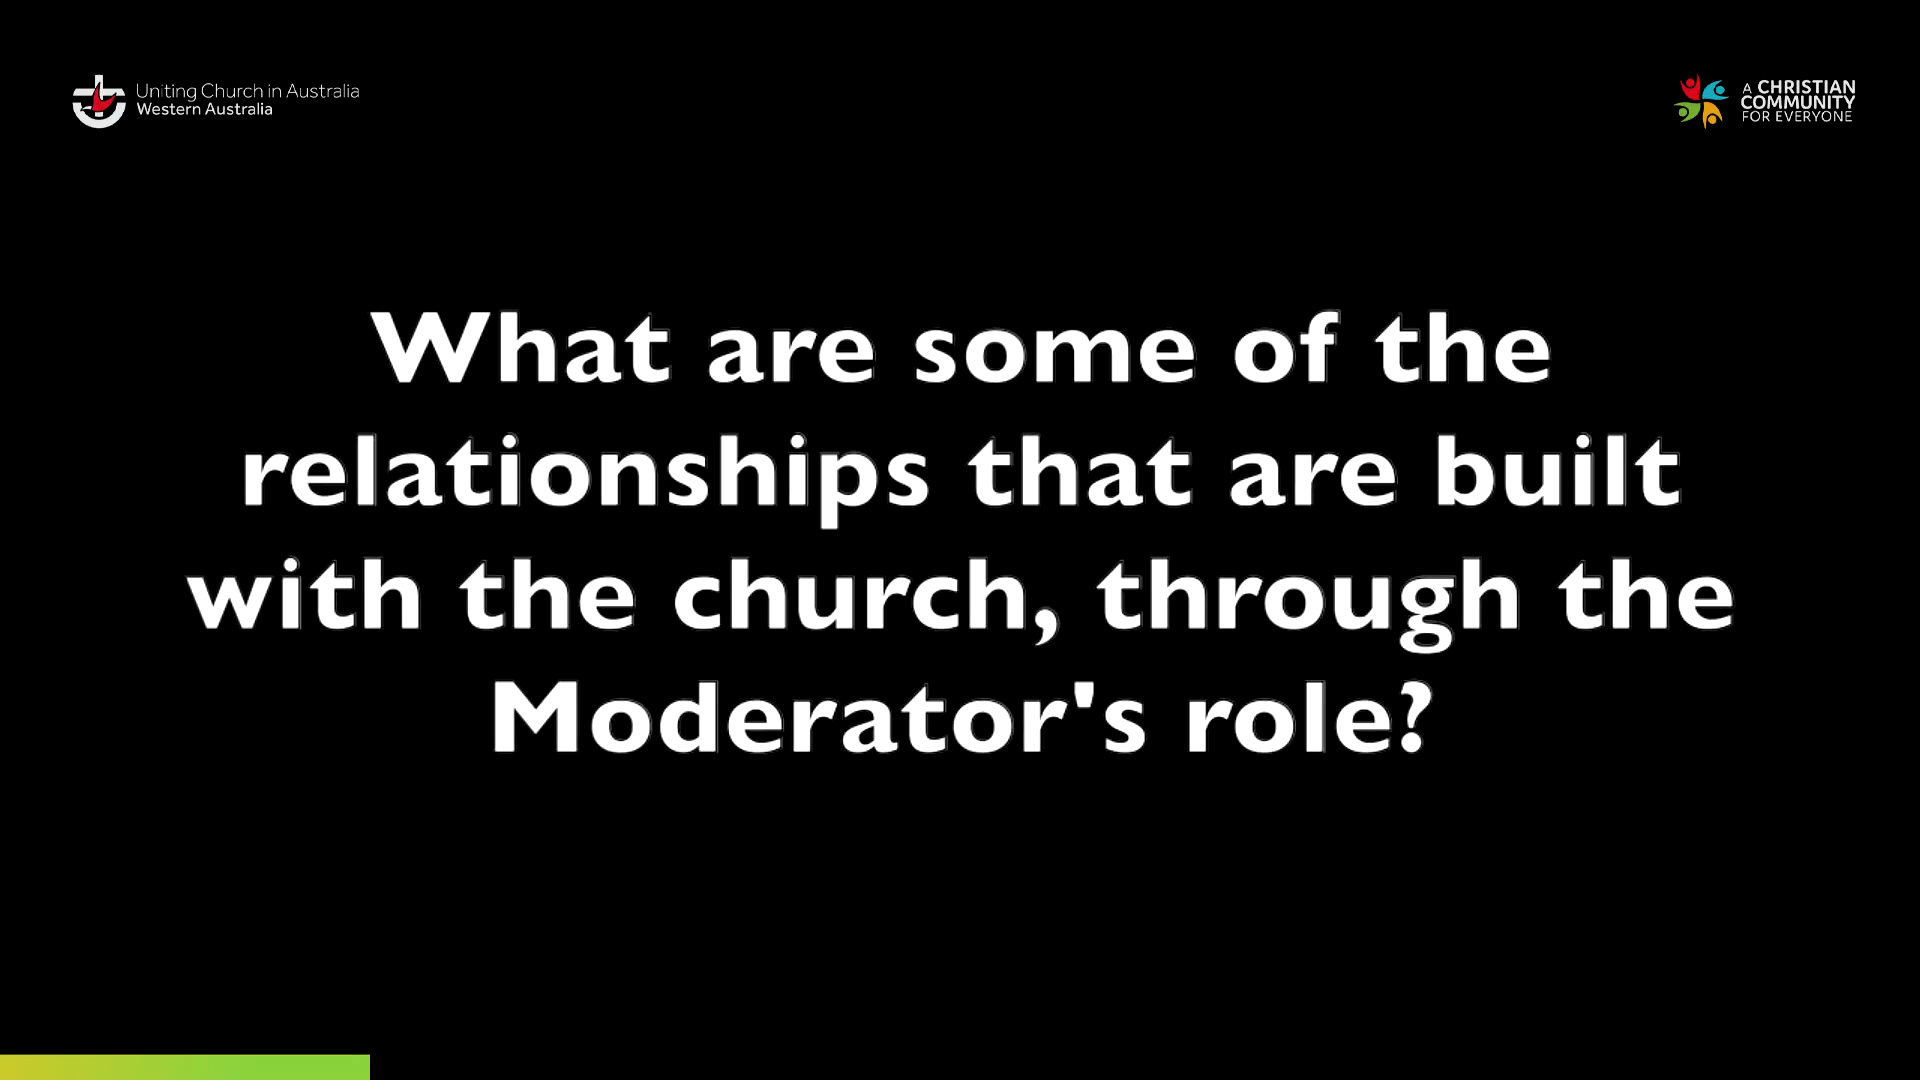 Uniting Church in Australia
Western Australia
A CHRISTIAN
COMMUNITY
FOR EVERYONE
What are some of the
relationships that are built
with the church, through the
Moderator's role?